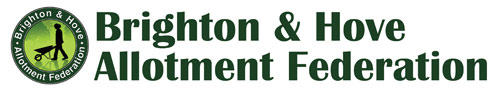 Brighton & Hove
· Allotment Federation ·
Brighton & Hove
Allotment Federation